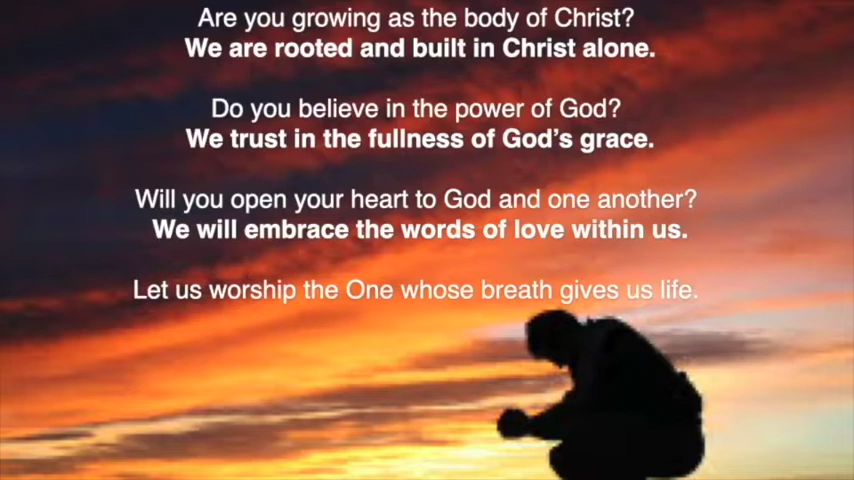 Are you growing as the body of Christ?
We are rooted and built in Christ alone.
Do you believe in the power of God?
We trust in the fullness of God's grace.
Will you open your heart to God and one another?
We will embrace the words of love within us.
Let us worship the One whose breath gives us life.